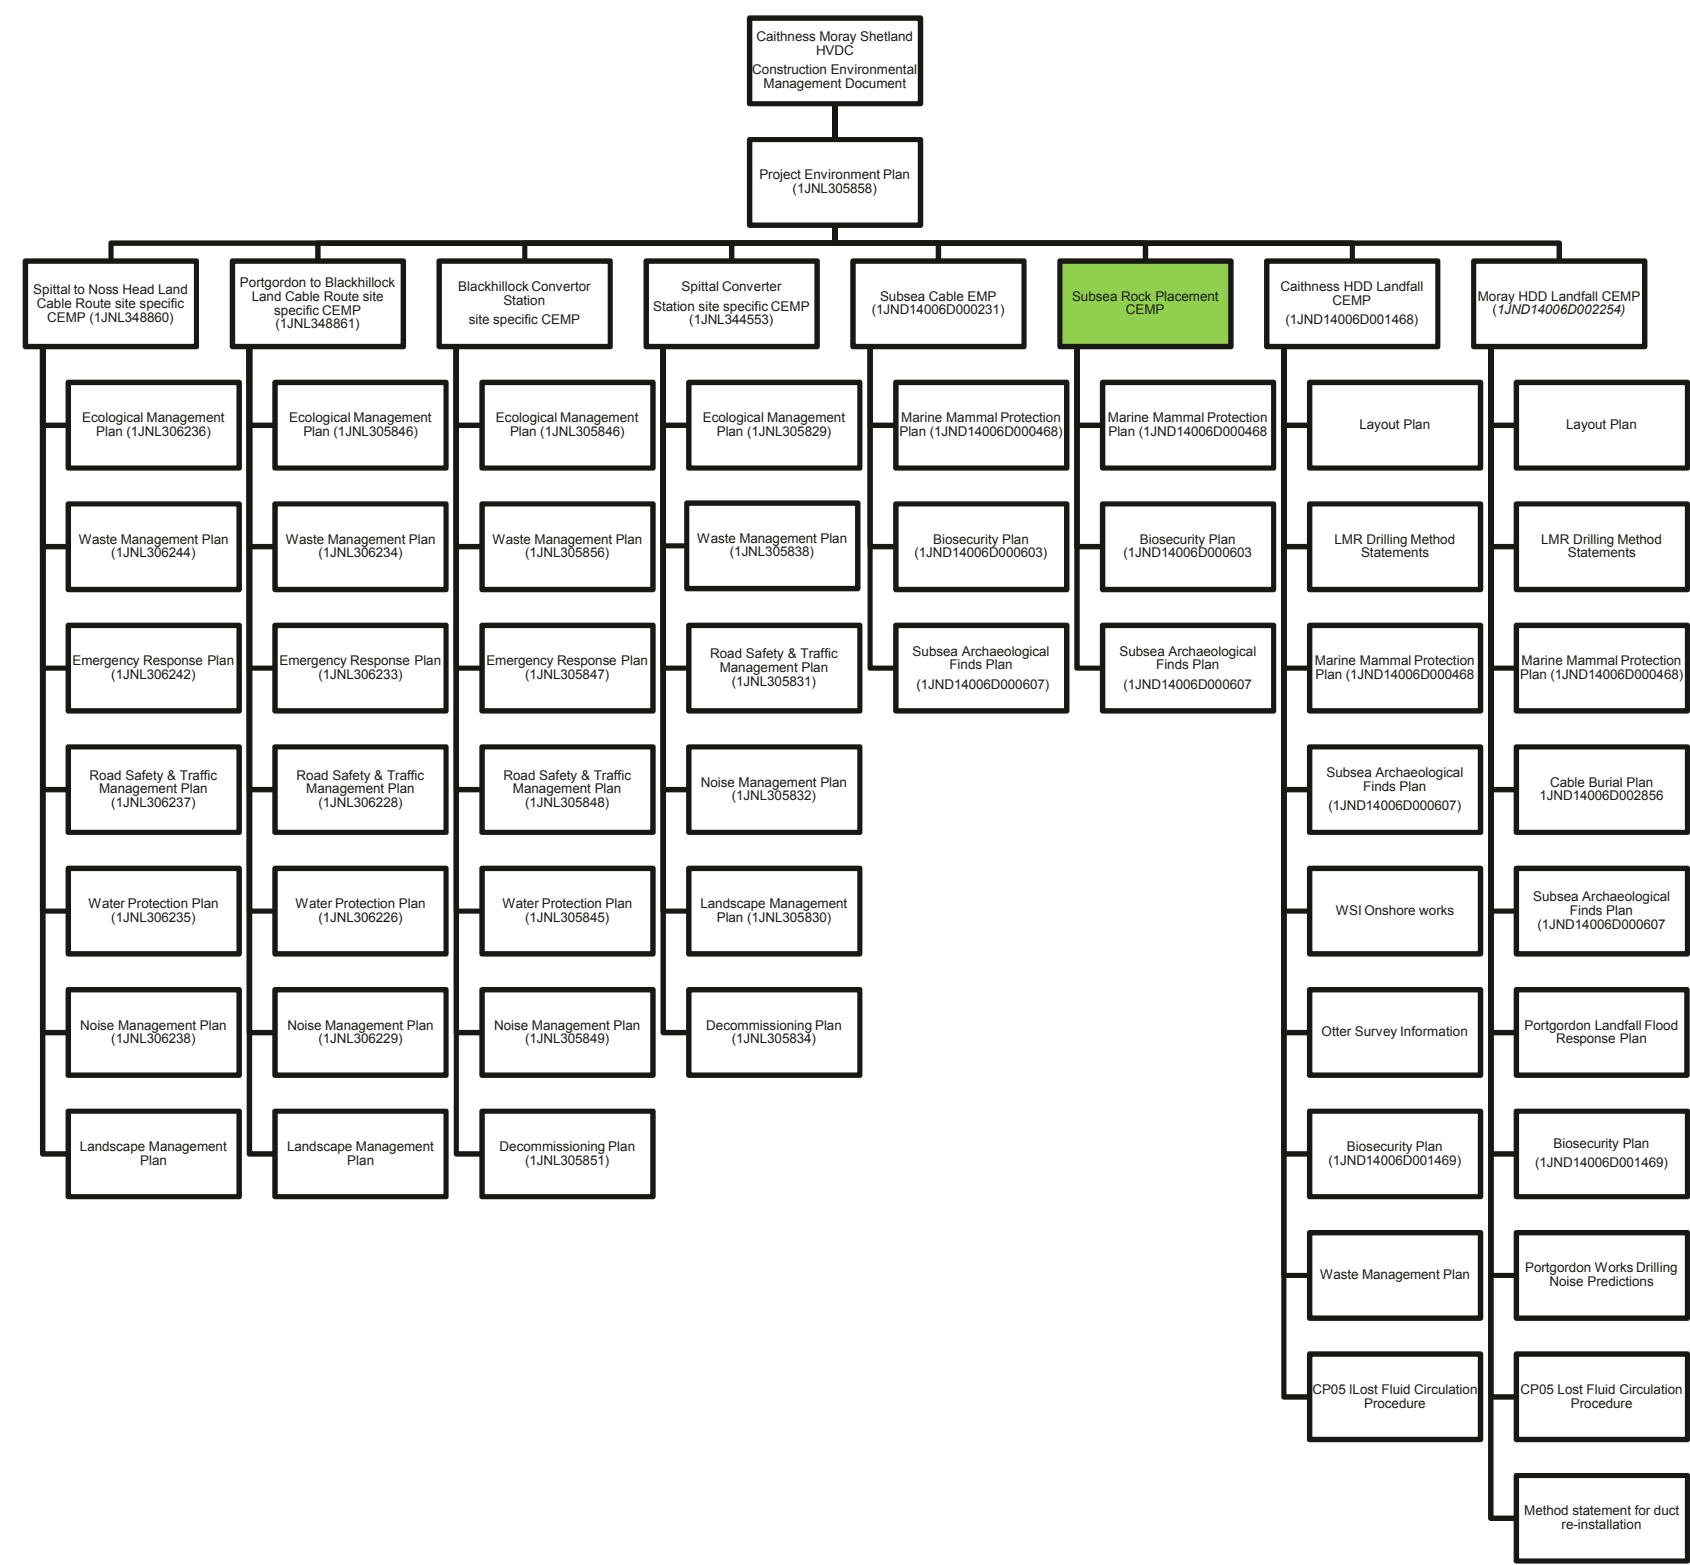 Caithness Moray Shetland
HVDC
Construction Environmental
Management Document
Project Environment Plan
(1JNL305858)
Spittal to Noss Head Land
Cable Route site specific
CEMP (1JNL348860)
Ecological Management
Plan (1JNL306236)
Waste Management Plan
(1JNL306244)
Emergency Response Plan
(1JNL306242)
Road Safety & Traffic
Management Plan
(1JNL306237)
Water Protection Plan
(1JNL306235)
Noise Management Plan
(1JNL306238)
Landscape Management
Plan
Portgordon to Blackhillock
Land Cable Route site
specific CEMP
(1JNL348861)
Ecological Management
Plan (1JNL305846)
Waste Management Plan
(1JNL306234)
Emergency Response Plan
(1JNL306233)
Road Safety & Traffic
Management Plan
(1JNL306228)
Water Protection Plan
(1JNL306226)
Noise Management Plan
(1JNL306229)
Landscape Management
Plan
Blackhillock Convertor
Station
site specific CEMP
Ecological Management
Plan (1JNL305846)
Waste Management Plan
(1JNL305856)
Emergency Response Plan
(1JNL305847)
Road Safety & Traffic
Management Plan
(1JNL305848)
Water Protection Plan
(1JNL305845)
Noise Management Plan
(1JNL305849)
Decommissioning Plan
(1JNL305851)
Spittal Converter
Station site specific CEMP
(1JNL344553)
Ecological Management
Plan (1JNL305829)
Waste Management Plan
(1JNL305838)
Road Safety & Traffic
Management Plan
(1JNL305831)
Noise Management Plan
(1JNL305832)
Landscape Management
Plan (1JNL305830)
Decommissioning Plan
(1JNL305834)
Subsea Cable EMP
(1JND14006D000231)
Marine Mammal Protection
Plan (1JND14006D000468)
Biosecurity Plan
(1JND14006D000603)
Subsea Archaeological
Finds Plan
(1JND14006D000607)
Subsea Rock Placement
CEMP
Marine Mammal Protection
Plan (1JND14006D000468
Biosecurity Plan
(1JND14006D000603
Subsea Archaeological
Finds Plan
(1JND14006D000607
Caithness HDD Landfall
CEMP
(1JND14006D001468)
Layout Plan
LMR Drilling Method
Statements
Marine Mammal Protection
Plan (1JND14006D000468
Subsea Archaeological
Finds Plan
(1JND14006D000607)
WSI Onshore works
Otter Survey Information
Biosecurity Plan
(1JND14006D001469)
Waste Management Plan
CP05 lLost Fluid Circulation
Procedure
Moray HDD Landfall CEMP
(1JND14006D002254)
Layout Plan
LMR Drilling Method
Statements
Marine Mammal Protection
Plan (1JND14006D000468)
Cable Burial Plan
1JND14006D002856
Subsea Archaeological
Finds Plan
(1JND14006D000607
Portgordon Landfall Flood
Response Plan
Biosecurity Plan
(1JND14006D001469)
Portgordon Works Drilling
Noise Predictions
CP05 Lost Fluid Circulation
Procedure
Method statement for duct
re-installation